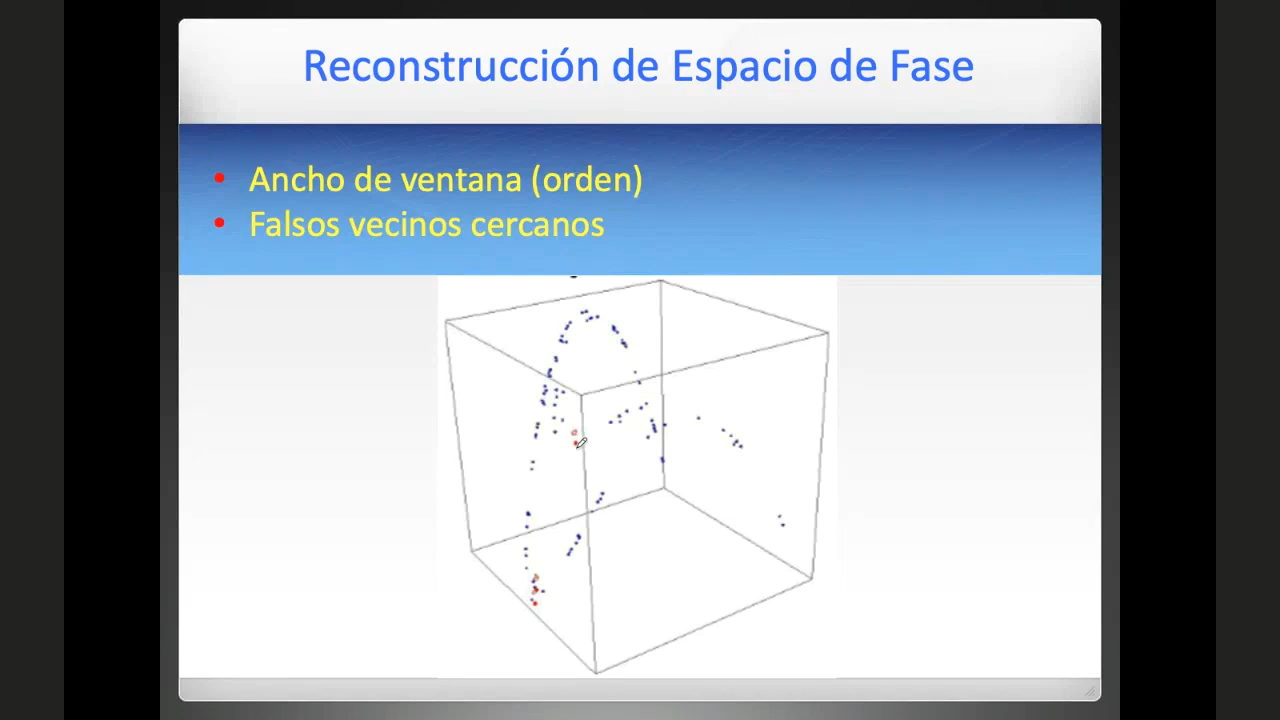 Reconstrucción de Espacio de Fase
• Ancho de ventana (orden)
• Falsos vecinos cercanos